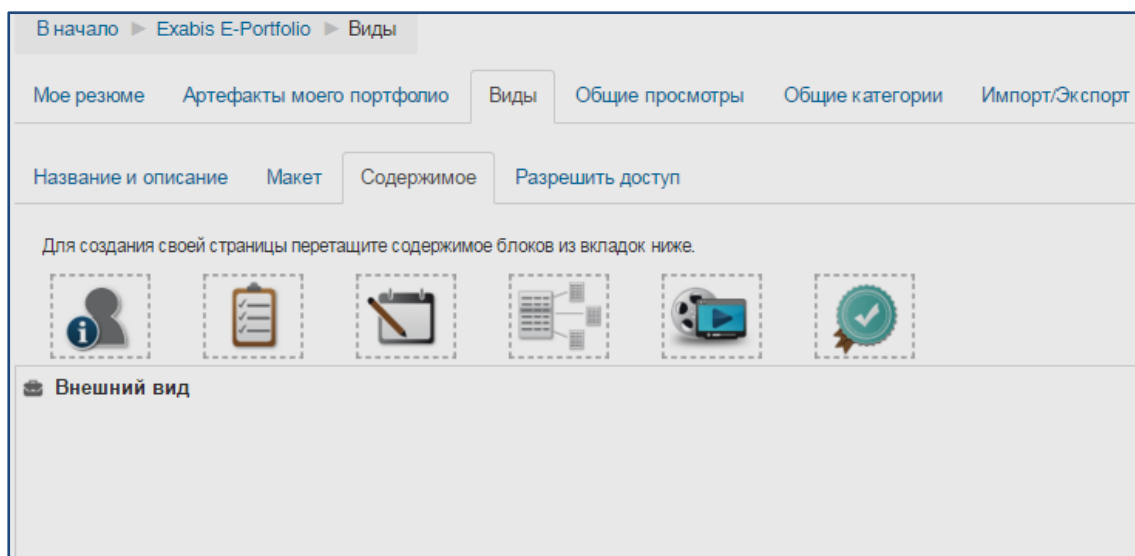 В начало ► Exabis E-Portfolio ► Виды
Мое резюме Артефакты моего портфолио Виды Общие просмотры Общие категории Импорт/Экспорт
Название и описание Макет Содержимое Разрешить доступ
Для создания своей страницы перетащите содержимое блоков из вкладок ниже.
Внешний вид